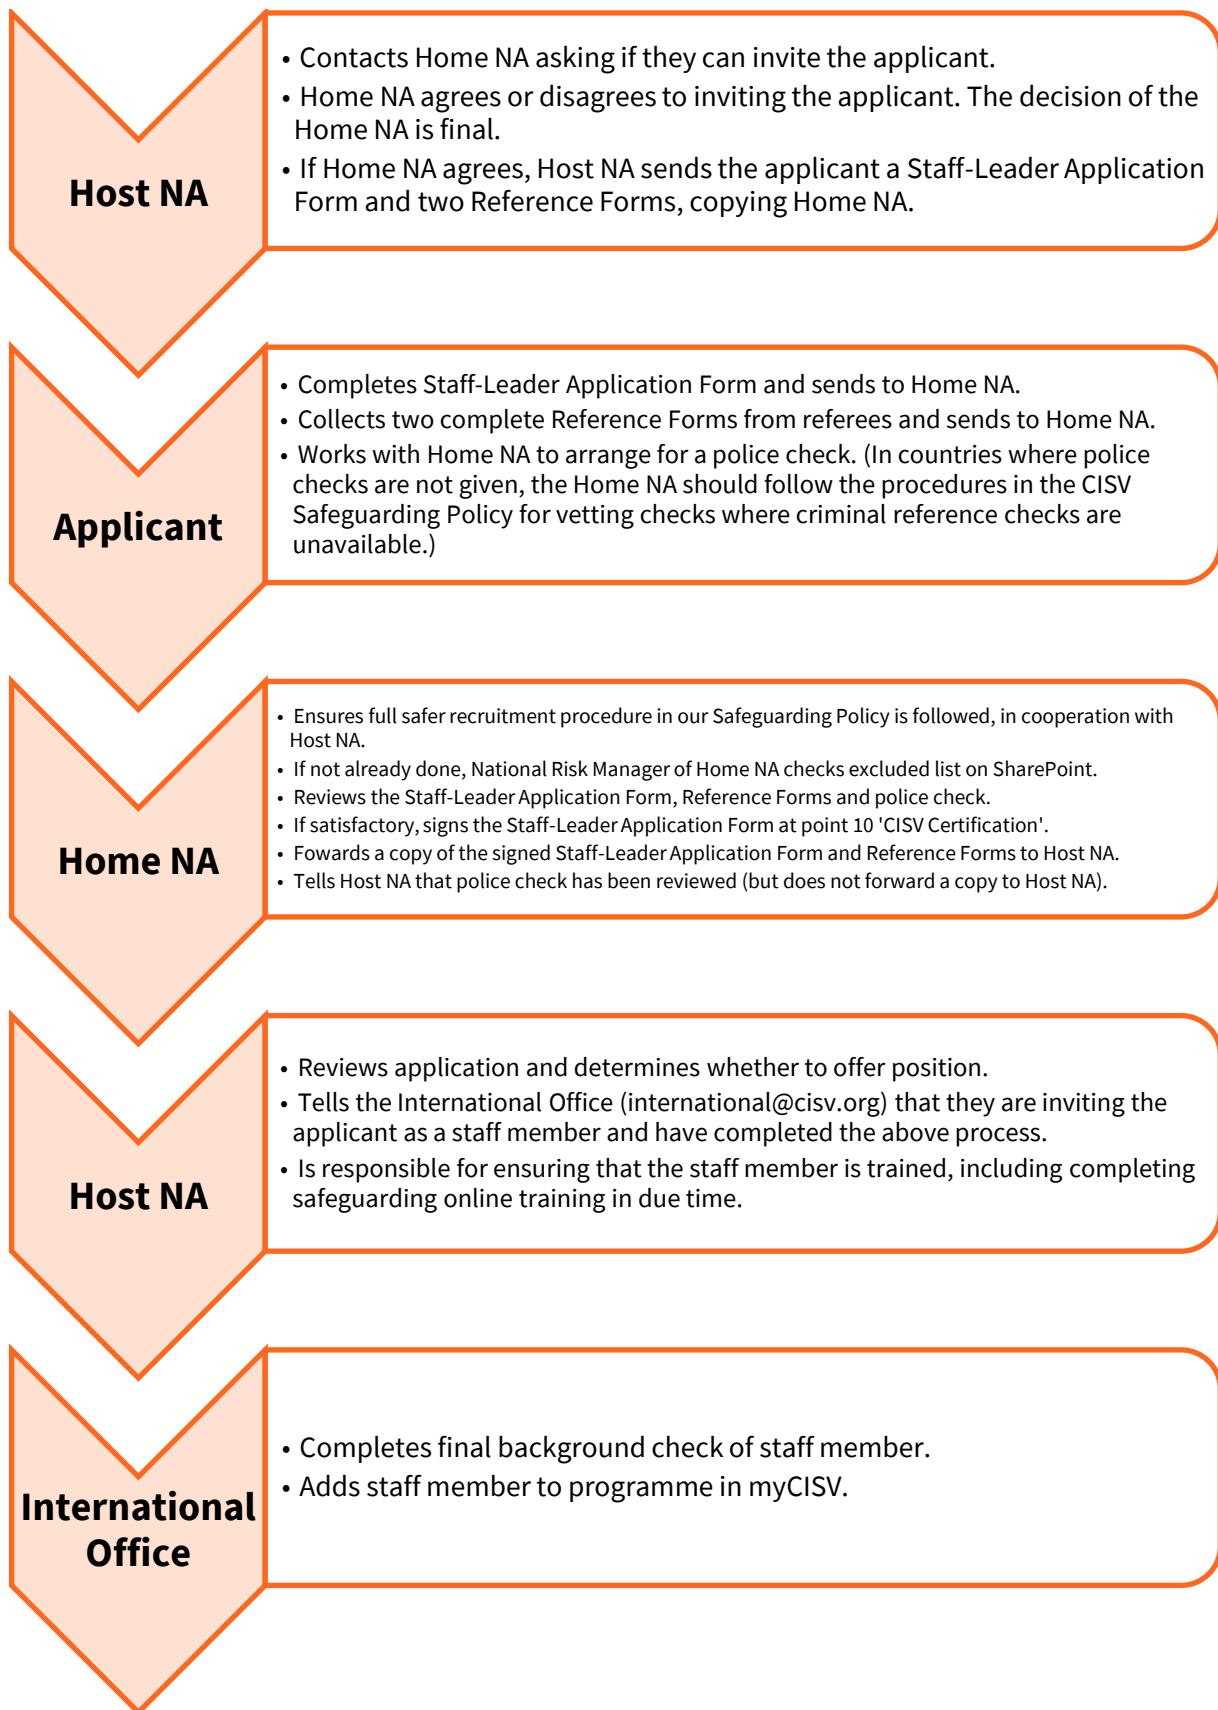 Host NA
• Contacts Home NA asking if they can invite the applicant.
• Home NA agrees or disagrees to inviting the applicant. The decision of the
Home NA is final.
• If Home NA agrees, Host NA sends the applicant a Staff-Leader Application
Form and two Reference Forms, copying Home NA.
Applicant
• Completes Staff-Leader Application Form and sends to Home NA.
• Collects two complete Reference Forms from referees and sends to Home NA.
• Works with Home NA to arrange for a police check. (In countries where police
checks are not given, the Home NA should follow the procedures in the CISV
Safeguarding Policy for vetting checks where criminal reference checks are
unavailable.)
Home NA
• Ensures full safer recruitment procedure in our Safeguarding Policy is followed, in cooperation with
Host NA.
• If not already done, National Risk Manager of Home NA checks excluded list on SharePoint.
• Reviews the Staff-Leader Application Form, Reference Forms and police check.
• If satisfactory, signs the Staff-Leader Application Form at point 10 'CISV Certification'.
• Fowards a copy of the signed Staff-Leader Application Form and Reference Forms to Host NA.
• Tells Host NA that police check has been reviewed (but does not forward a copy to Host NA).
Host NA
• Reviews application and determines whether to offer position.
• Tells the International Office (international@cisv.org) that they are inviting the
applicant as a staff member and have completed the above process.
• Is responsible for ensuring that the staff member is trained, including completing
safeguarding online training in due time.
International
Office
• Completes final background check of staff member.
• Adds staff member to programme in myCISV.